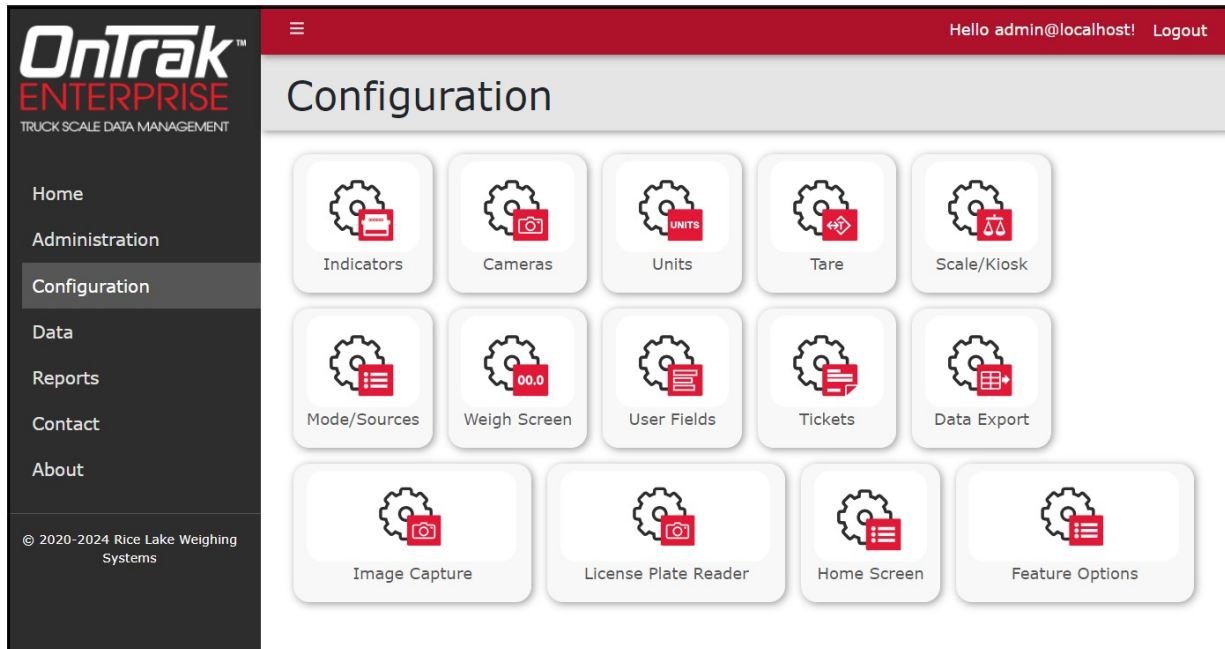 OnTrak™
ENTERPRISE
TRUCK SCALE DATA MANAGEMENT
Home
Administration
Configuration
Data
Reports
Contact
About
© 2020-2024 Rice Lake Weighing
Systems
Hello admin@localhost! Logout
Configuration
UNITS
T
Indicators Cameras Units Tare Scale/Kiosk
00.0
Mode/Sources Weigh Screen User Fields Tickets Data Export
Image Capture License Plate Reader Home Screen Feature Options